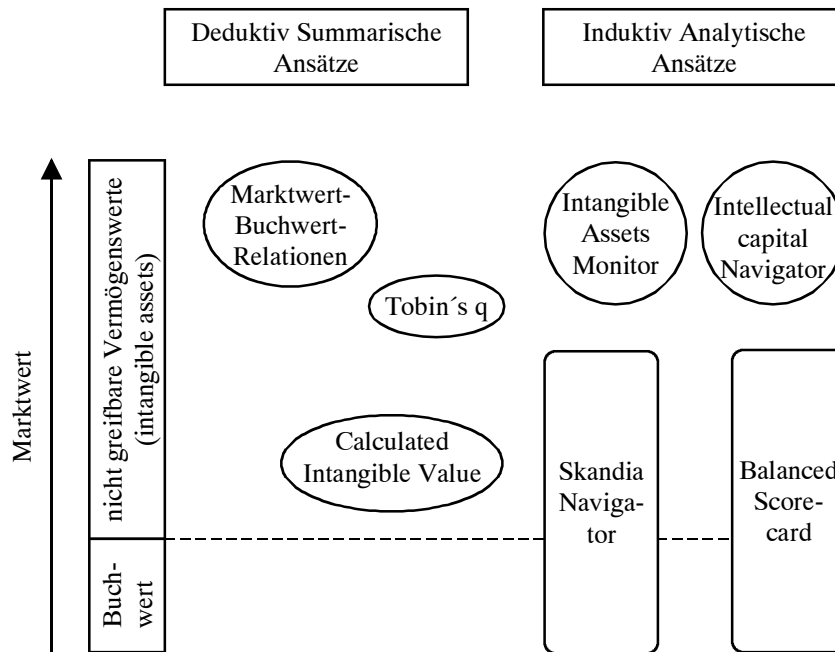 Deduktiv Summarische
Ansätze
Induktiv Analytische
Ansätze
Marktwert
nicht greifbare Vermögenswerte
(intangible assets)
Buch-
wert
Marktwert-
Buchwert-
Relationen
Tobin´s q
Calculated
Intangible Value
Intangible
Assets
Monitor
Intellectual
capital
Navigator
Skandia
Naviga-
tor
Balanced
Score-
card